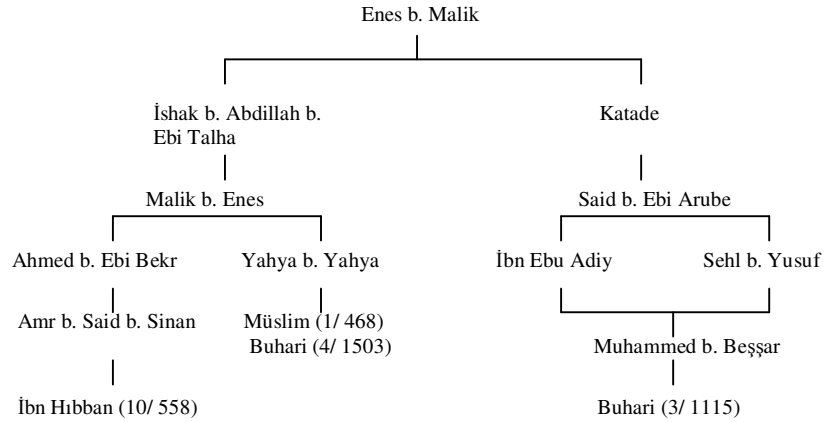 Enes b. Malik
İshak b. Abdillah b.
Ebi Talha
Katade
Malik b. Enes
Said b. Ebi Arube
Ahmed b. Ebi Bekr
Yahya b. Yahya
İbn Ebu Adiy
Sehl b. Yusuf
Amr b. Said b. Sinan
Müslim (1/ 468)
Buhari (4/ 1503)
Muhammed b. Beşşar
İbn Hıbban (10/ 558)
Buhari (3/ 1115)